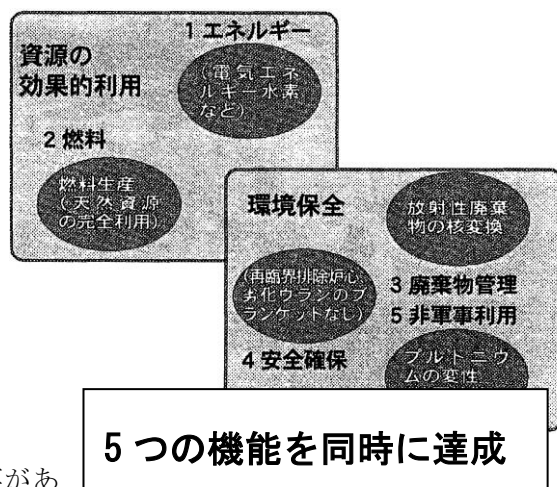 資源の
効果的利用
1 エネルギー
(電気エネ
ルギー水素
など)
2 燃料
燃料生産
(天然資源
の完全利用)
環境保全
放射性廃棄
物の核変換
(再臨界排除炉心、
劣化ウランのブ
ランケットなし)
3 廃棄物管理
5 非軍事利用
4 安全確保
プルトニウ
ムの変性
5 つの機能を同時に達成
があ